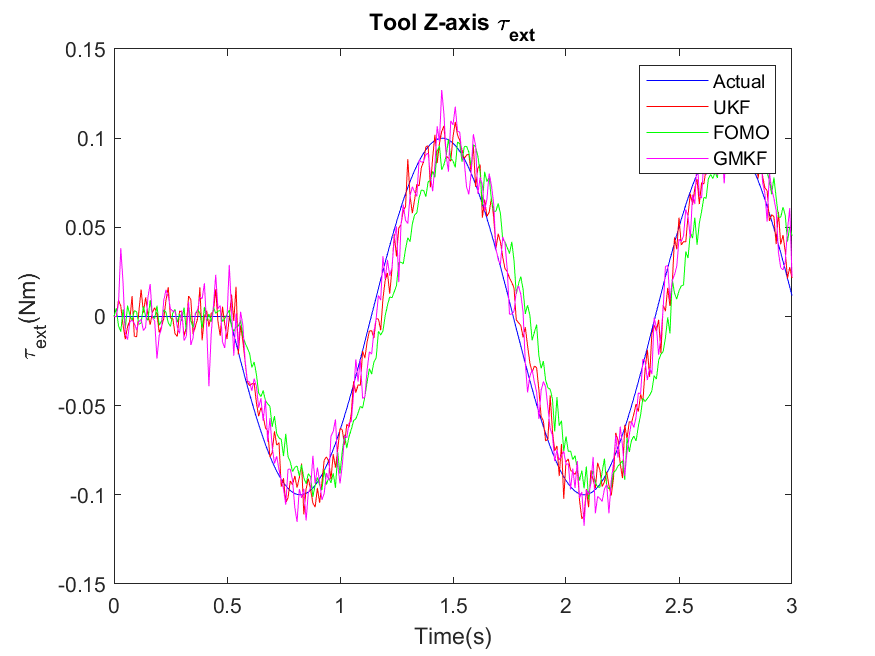 Tool Z-axis τext
0.15
0.1
0.05
0
-0.05
-0.1
-0.15
τext(Nm)
Actual
UKF
FOMO
GMKF
0 0.5 1 1.5 2 2.5 3
Time(s)